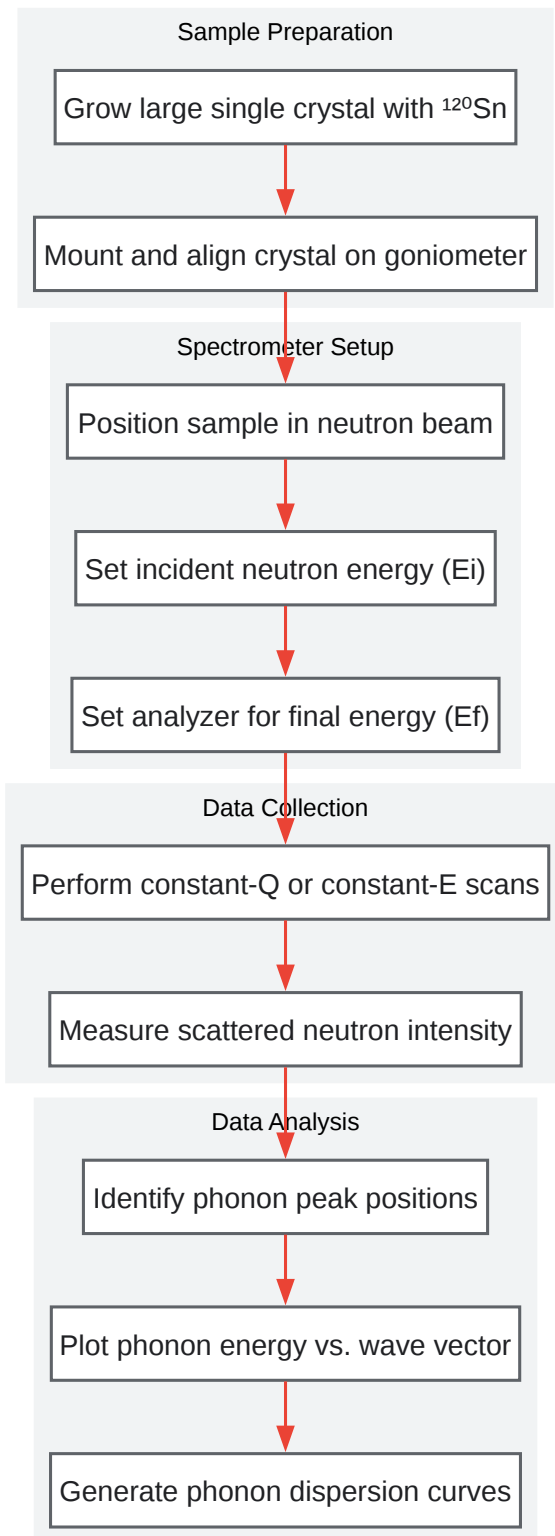 Sample Preparation
Grow large single crystal with ¹²⁰Sn
Mount and align crystal on goniometer
Spectrometer Setup
Position sample in neutron beam
Set incident neutron energy (Ei)
Set analyzer for final energy (Ef)
Data Collection
Perform constant-Q or constant-E scans
Measure scattered neutron intensity
Data Analysis
Identify phonon peak positions
Plot phonon energy vs. wave vector
Generate phonon dispersion curves